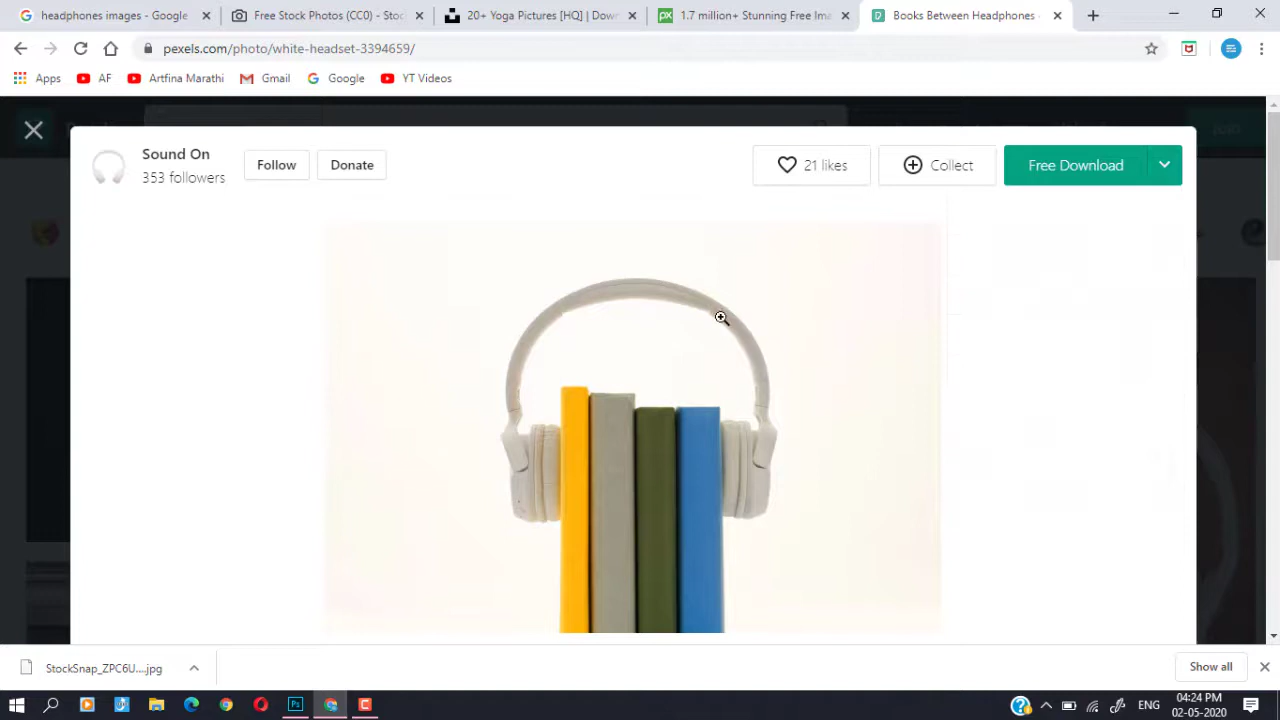 headphones images - Google
Free Stock Photos (CC0) - Stoc
20+ Yoga Pictures [HQ] | Down
1.7 million+ Stunning Free Ima
Books Between Headphones
pexels.com/photo/white-headset-3394659/
Apps
AF
Artfina Marathi
Gmail
Google
YT Videos
Sound On
353 followers
Follow
Donate
21 likes
Collect
Free Download
StockSnap_ZPC6U....jpg
Show all
ENG
04:24 PM
02-05-2020